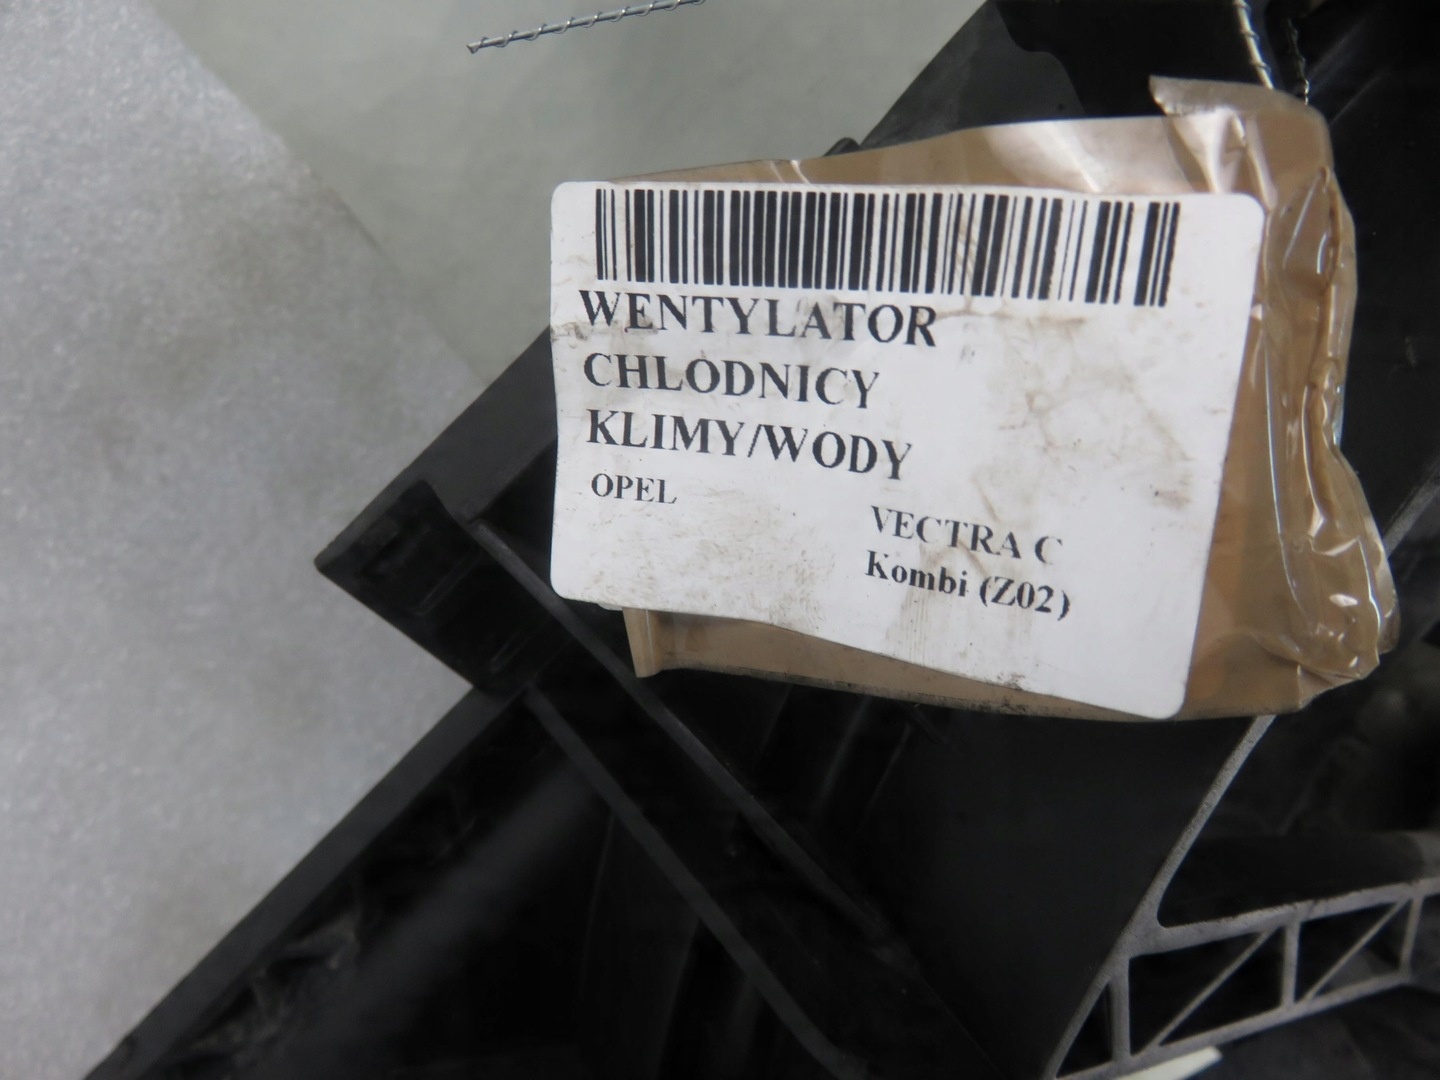 WENTYLATOR
CHLODNICY
KLIMY/WODY
OPEL
VECTRA C
Kombi (Z02)